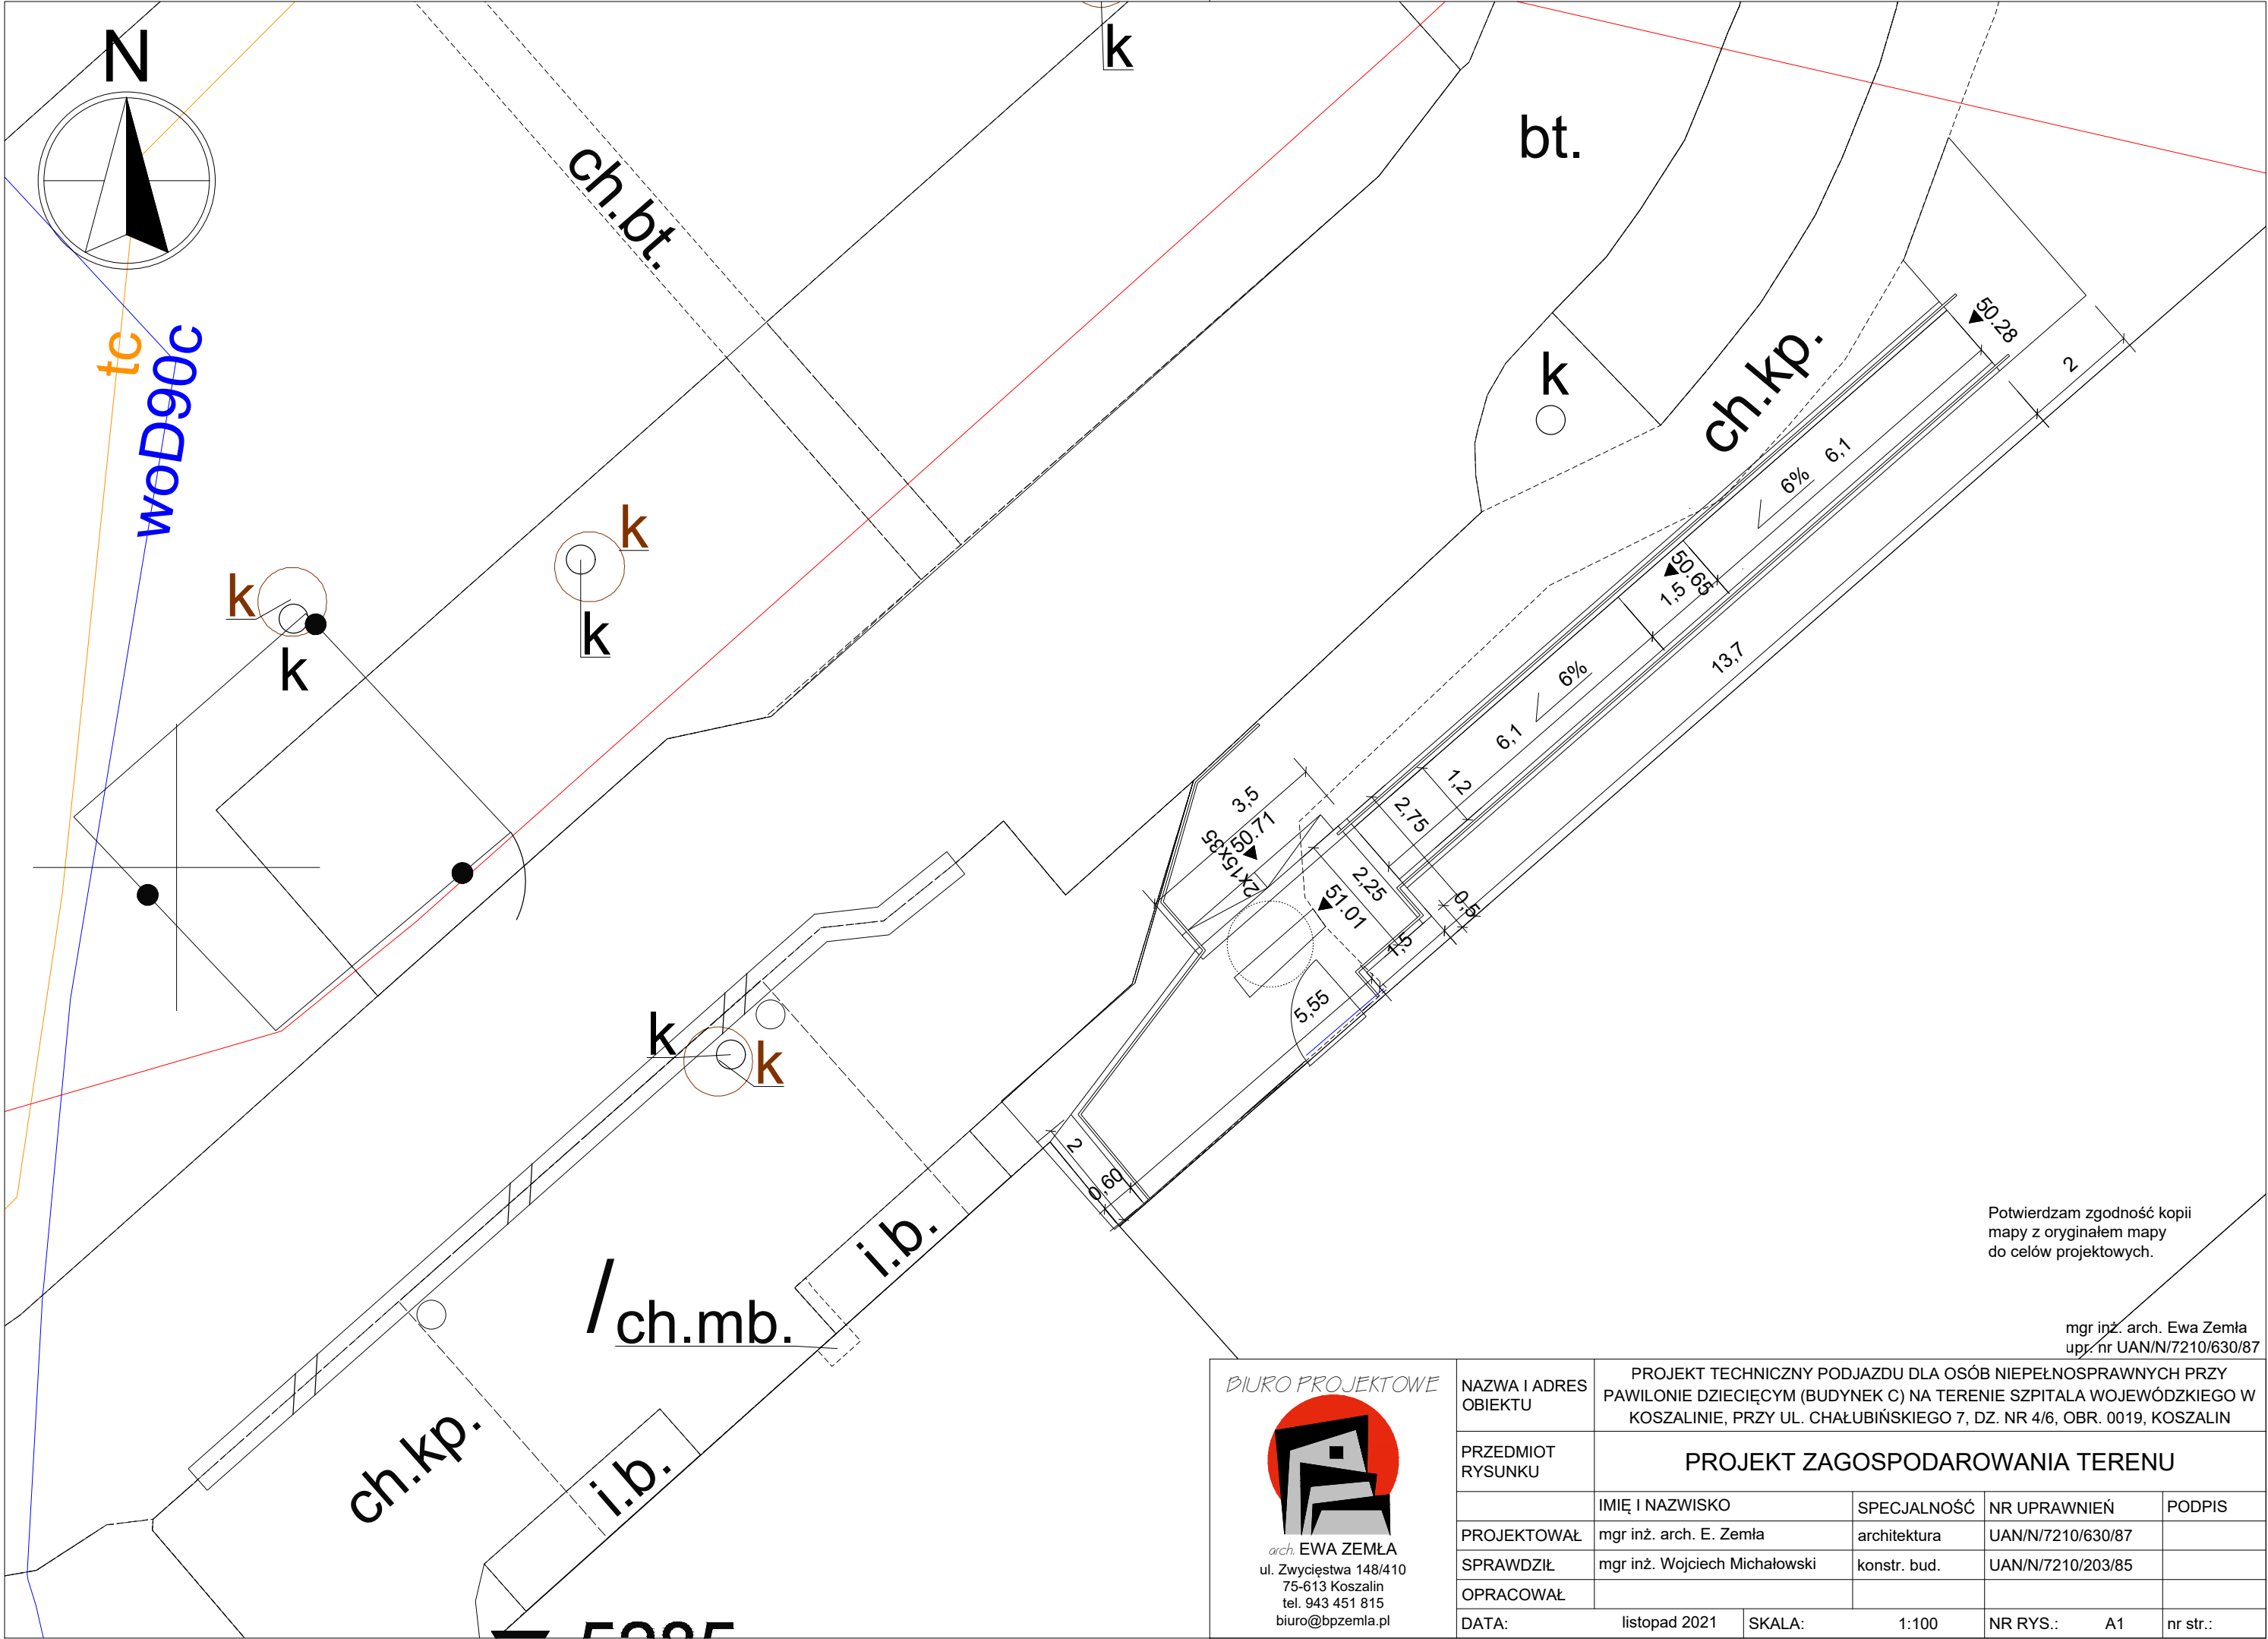 N
k
bt.
ch.bt.
tc
woD90c
k
k
k
k
k
ch.kp.
50.28
2
6%
6,1
50.65
1,5
13,7
6%
6,1
1,2
2,75
3,5
50.71
2x15x35
2,25
51.01
0,5
1,5
5,55
2
0,60
k
k
i.b.
/
ch.mb.
ch.kp.
i.b.
Potwierdzam zgodność kopii
mapy z oryginałem mapy
do celów projektowych.
mgr inż. arch. Ewa Zemła
upr. nr UAN/N/7210/630/87
BIURO PROJEKTOWE
arch. EWA ZEMŁA
ul. Zwycięstwa 148/410
75-613 Koszalin
tel. 943 451 815
biuro@bpzemla.pl
NAZWA I ADRES
OBIEKTU
PROJEKT TECHNICZNY PODJAZDU DLA OSÓB NIEPEŁNOSPRAWNYCH PRZY
PAWILONIE DZIECIĘCYM (BUDYNEK C) NA TERENIE SZPITALA WOJEWÓDZKIEGO W
KOSZALINIE, PRZY UL. CHAŁUBIŃSKIEGO 7, DZ. NR 4/6, OBR. 0019, KOSZALIN
PRZEDMIOT
RYSUNKU
PROJEKT ZAGOSPODAROWANIA TERENU
IMIĘ I NAZWISKO SPECJALNOŚĆ NR UPRAWNIEŃ PODPIS
PROJEKTOWAŁ mgr inż. arch. E. Zemła architektura UAN/N/7210/630/87
SPRAWDZIŁ mgr inż. Wojciech Michałowski konstr. bud. UAN/N/7210/203/85
OPRACOWAŁ
DATA: listopad 2021 SKALA: 1:100 NR RYS.: A1 nr str.: